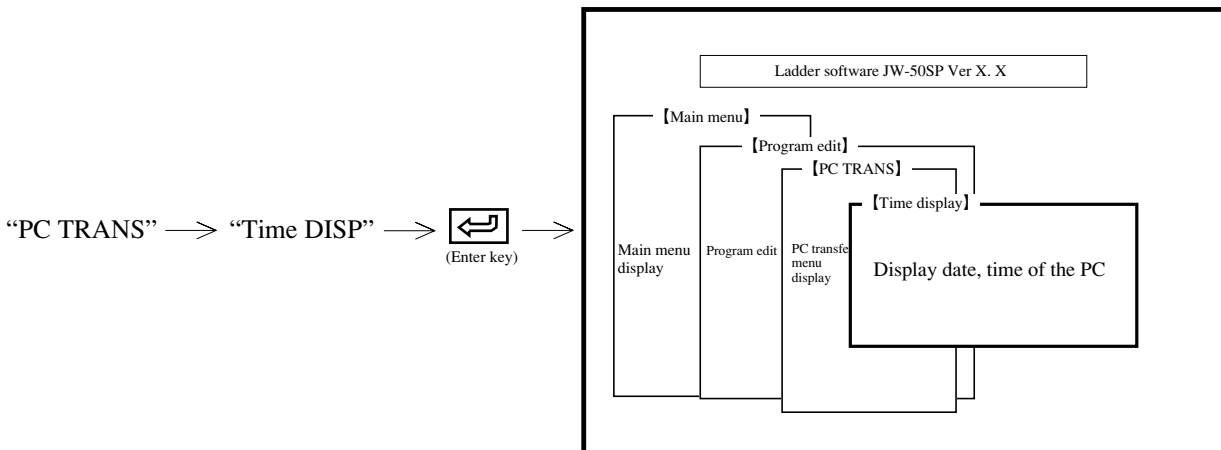 Ladder software JW-50SP Ver X. X
【Main menu】
【Program edit】
【PC TRANS】
【Time display】
“PC TRANS”
“Time DISP”
(Enter key)
Main menu
display
Program edit
PC transfe
menu
display
Display date, time of the PC